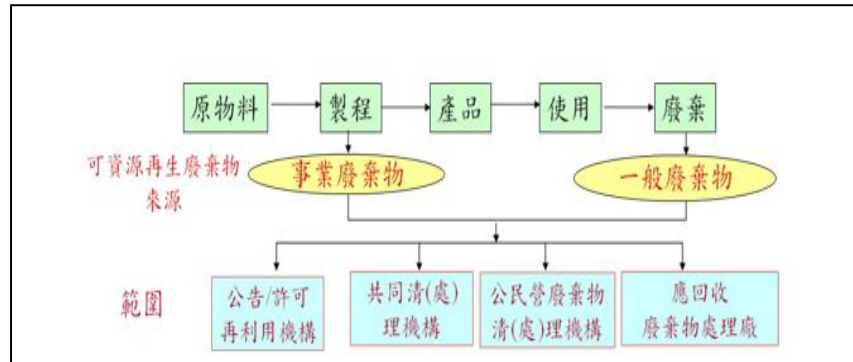 原物料
製程
產品
使用
廢棄
可資源再生廢棄物
來源
事業廢棄物
一般廢棄物
範圍
公告/許可
再利用機構
共同清(處)
理機構
公民營廢棄物
清(處)理機構
應回收
廢棄物處理廠